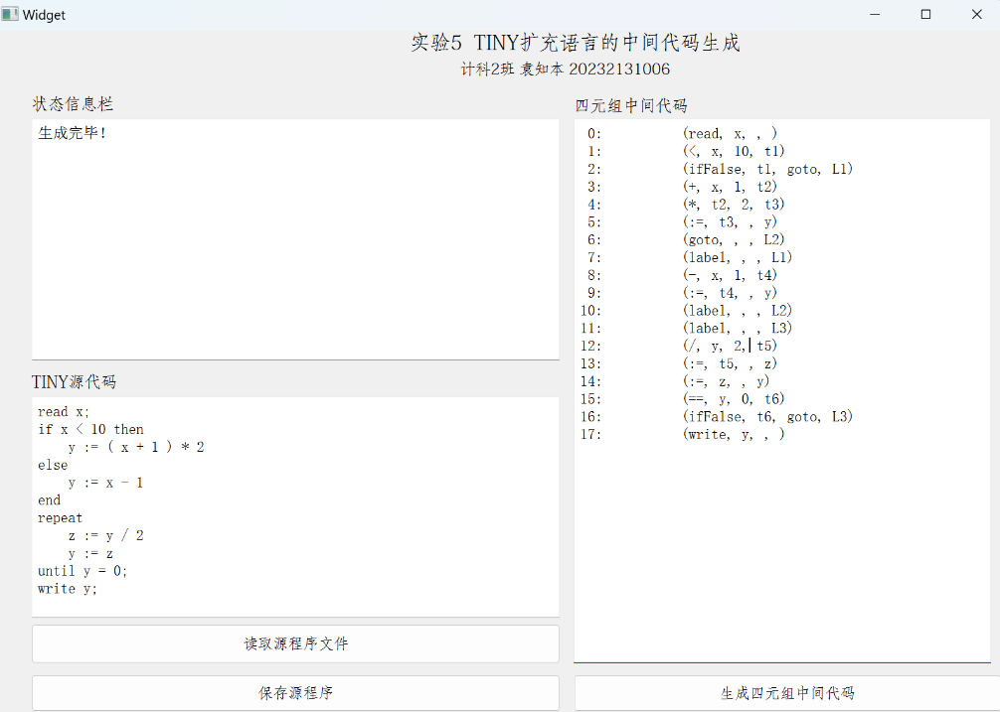 Widget
实验5 TINY扩充语言的中间代码生成
计科2班 袁知本 20232131006
状态信息栏
生成完毕!
TINY源代码
read x;
if x < 10 then
    y := ( x + 1 ) * 2
else
    y := x - 1
end
repeat
    z := y / 2
    y := z
until y = 0;
write y;
读取源程序文件
保存源程序
四元组中间代码
0: (read, x, , )
1: (<, x, 10, t1)
2: (ifFalse, t1, goto, L1)
3: (+, x, 1, t2)
4: (*, t2, 2, t3)
5: (:=, t3, , y)
6: (goto, , , L2)
7: (label, , , L1)
8: (-, x, 1, t4)
9: (:=, t4, , y)
10: (label, , , L2)
11: (label, , , L3)
12: (/, y, 2, t5)
13: (:=, t5, , z)
14: (:=, z, , y)
15: (==, y, 0, t6)
16: (ifFalse, t6, goto, L3)
17: (write, y, , )
生成四元组中间代码